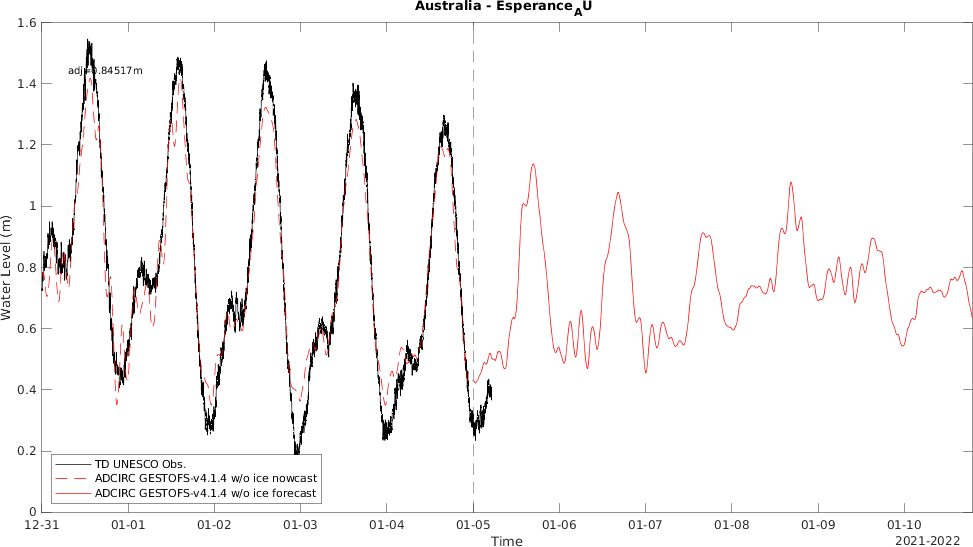 Australia - Esperance_AU
1.6
adj=0.84517m
1.4
1.2
1
0.8
0.6
0.4
0.2
0
Water Level (m)
TD UNESCO Obs.
ADCIRC GESTOFS-v4.1.4 w/o ice nowcast
ADCIRC GESTOFS-v4.1.4 w/o ice forecast
12-31 01-01 01-02 01-03 01-04 01-05 01-06 01-07 01-08 01-09 01-10
Time
2021-2022